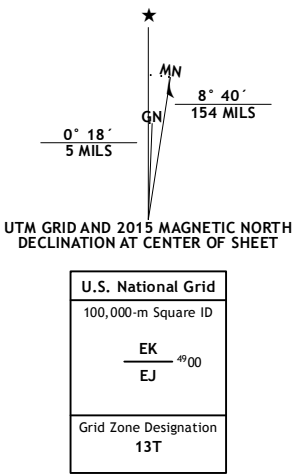 ★
MN
GN
8° 40´
154 MILS
0° 18´
5 MILS
UTM GRID AND 2015 MAGNETIC NORTH
DECLINATION AT CENTER OF SHEET
U.S. National Grid
100,000-m Square ID
EK
4900
EJ
Grid Zone Designation
13T